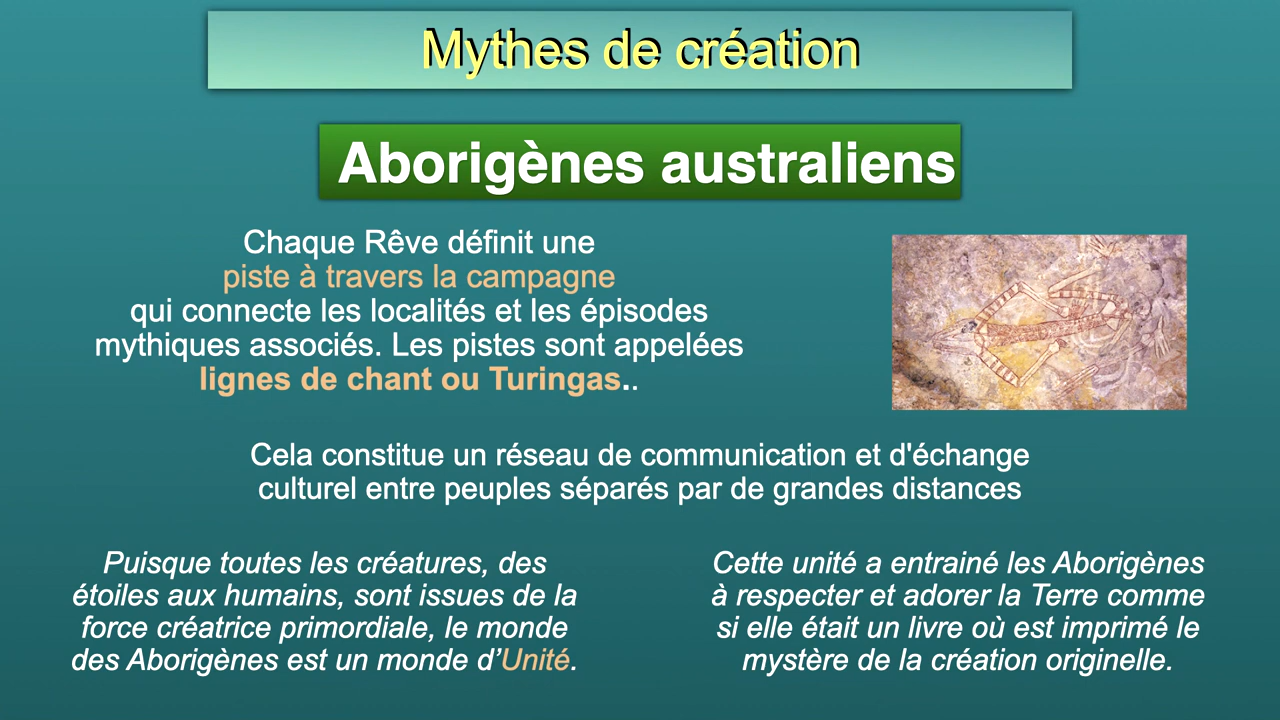 Mythes de création
Aborigènes australiens
Chaque Rêve définit une
piste à travers la campagne
qui connecte les localités et les épisodes
mythiques associés. Les pistes sont appelées
lignes de chant ou Turingas..
Cela constitue un réseau de communication et d'échange
culturel entre peuples séparés par de grandes distances
Puisque toutes les créatures, des
étoiles aux humains, sont issues de la
force créatrice primordiale, le monde
des Aborigènes est un monde d’Unité.
Cette unité a entrainé les Aborigènes
à respecter et adorer la Terre comme
si elle était un livre où est imprimé le
mystère de la création originelle.